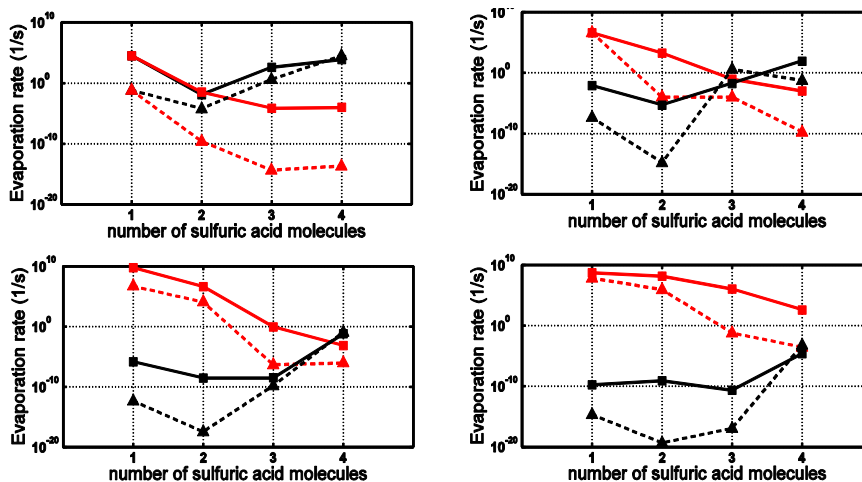 Evaporation rate (1/s)
10^10
10^0
10^-10
10^-20
1 2 3 4
number of sulfuric acid molecules
Evaporation rate (1/s)
10^10
10^0
10^-10
10^-20
1 2 3 4
number of sulfuric acid molecules
Evaporation rate (1/s)
10^10
10^0
10^-10
10^-20
1 2 3 4
number of sulfuric acid molecules
Evaporation rate (1/s)
10^10
10^0
10^-10
10^-20
1 2 3 4
number of sulfuric acid molecules